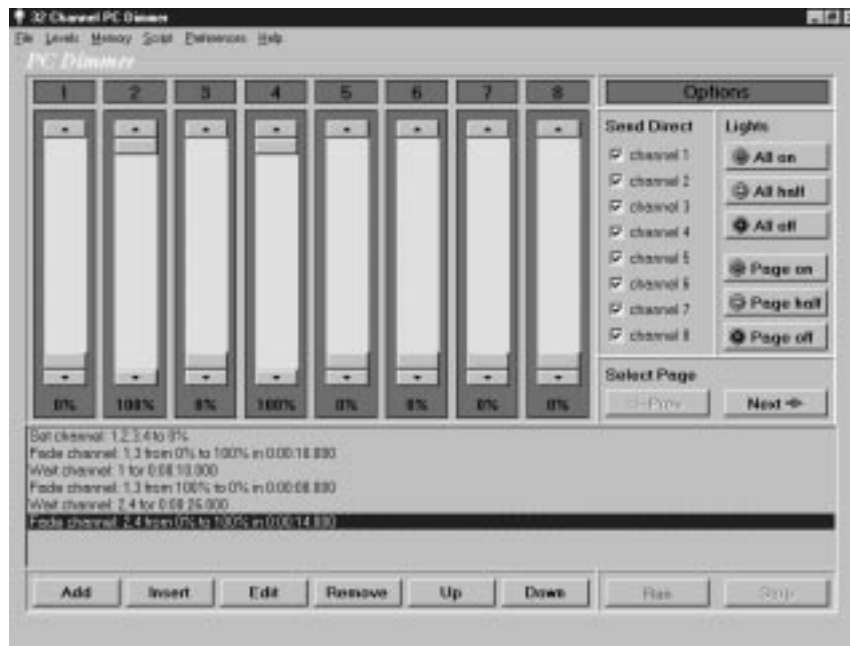 32 Channel PC Dimmer
File Levels Memory Script Preferences Help
PC Dimmer
1 2 3 4 5 6 7 8 Options
Send Direct Lights
channel 1 All on
channel 2 All half
channel 3 All off
channel 4
channel 5 Page on
channel 6 Page half
channel 7 Page off
channel 8
Select Page
0% 100% 0% 100% 0% 0% 0% 0% Prev Next
Set channel: 1,2,3,4 to 0%
Fade channel: 1,3 from 0% to 100% in 0:00:10.000
Wait channel: 1 for 0:00:10.000
Fade channel: 1,3 from 100% to 0% in 0:00:08.000
Wait channel: 2,4 for 0:00:26.000
Fade channel: 2,4 from 0% to 100% in 0:00:14.000
Add Insert Edit Remove Up Down Run Stop